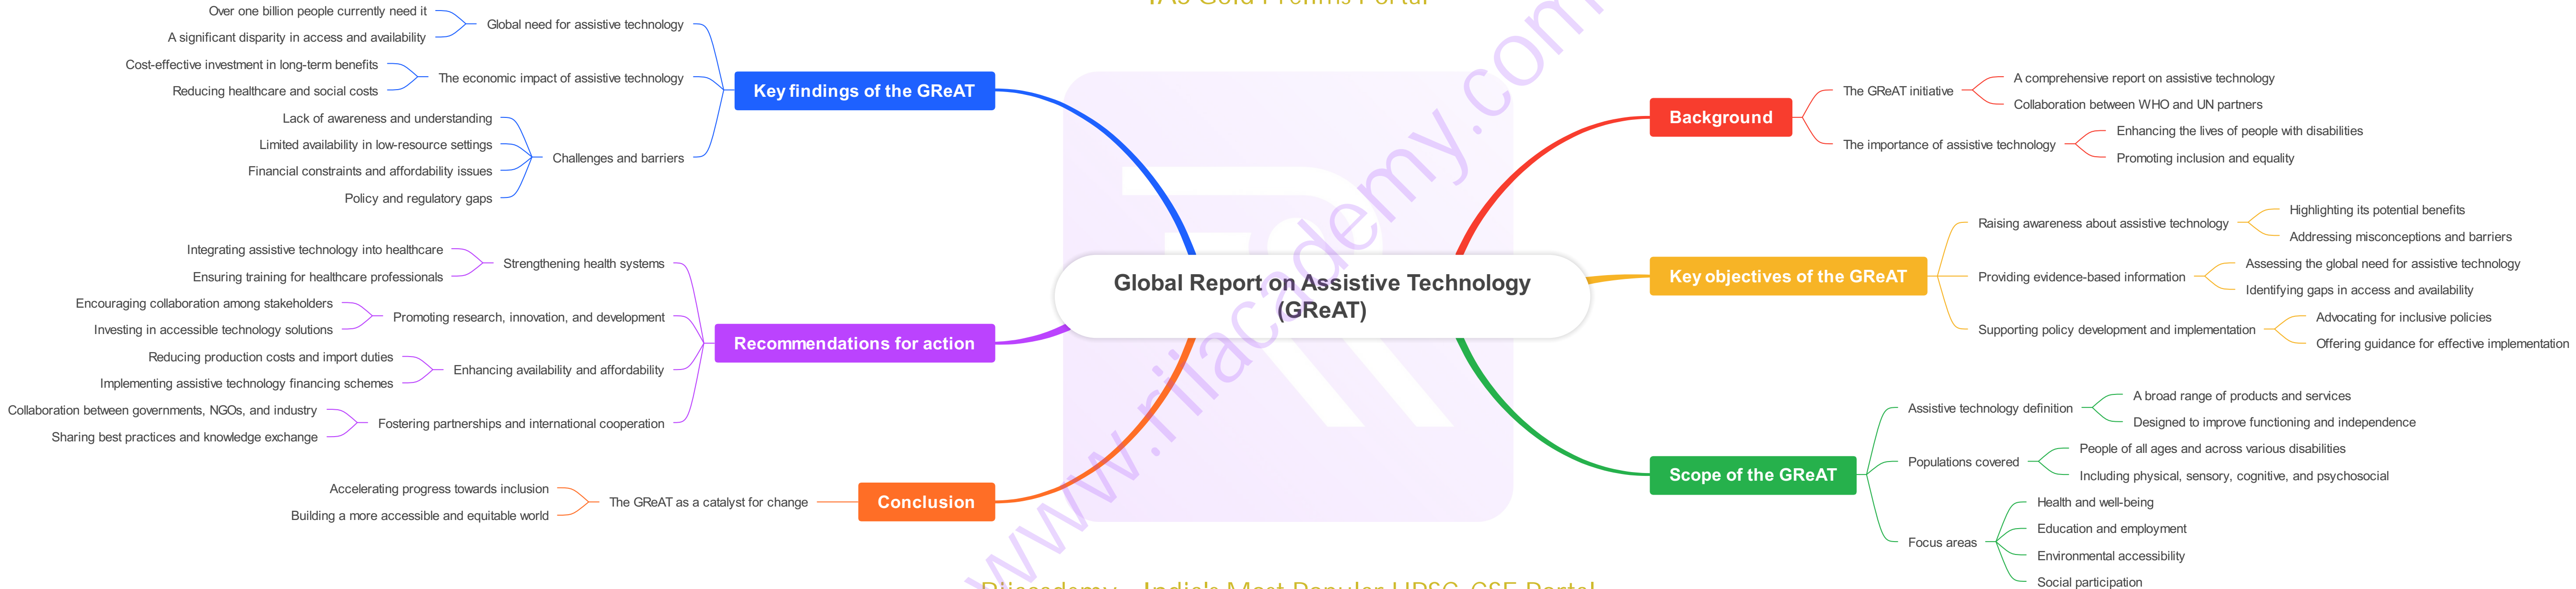 IAS Gold Prelims Portal
Global Report on Assistive Technology
(GReAT)
Background
The GReAT initiative
A comprehensive report on assistive technology
Collaboration between WHO and UN partners
The importance of assistive technology
Enhancing the lives of people with disabilities
Promoting inclusion and equality
Key objectives of the GReAT
Raising awareness about assistive technology
Highlighting its potential benefits
Addressing misconceptions and barriers
Providing evidence-based information
Assessing the global need for assistive technology
Identifying gaps in access and availability
Supporting policy development and implementation
Advocating for inclusive policies
Offering guidance for effective implementation
Scope of the GReAT
Assistive technology definition
A broad range of products and services
Designed to improve functioning and independence
Populations covered
People of all ages and across various disabilities
Including physical, sensory, cognitive, and psychosocial
Focus areas
Health and well-being
Education and employment
Environmental accessibility
Social participation
Key findings of the GReAT
Global need for assistive technology
Over one billion people currently need it
A significant disparity in access and availability
The economic impact of assistive technology
Cost-effective investment in long-term benefits
Reducing healthcare and social costs
Challenges and barriers
Lack of awareness and understanding
Limited availability in low-resource settings
Financial constraints and affordability issues
Policy and regulatory gaps
Recommendations for action
Strengthening health systems
Integrating assistive technology into healthcare
Ensuring training for healthcare professionals
Promoting research, innovation, and development
Encouraging collaboration among stakeholders
Investing in accessible technology solutions
Enhancing availability and affordability
Reducing production costs and import duties
Implementing assistive technology financing schemes
Fostering partnerships and international cooperation
Collaboration between governments, NGOs, and industry
Sharing best practices and knowledge exchange
Conclusion
The GReAT as a catalyst for change
Accelerating progress towards inclusion
Building a more accessible and equitable world
www.riiacademy.com
India's Most Popular UPSC CSE Portal